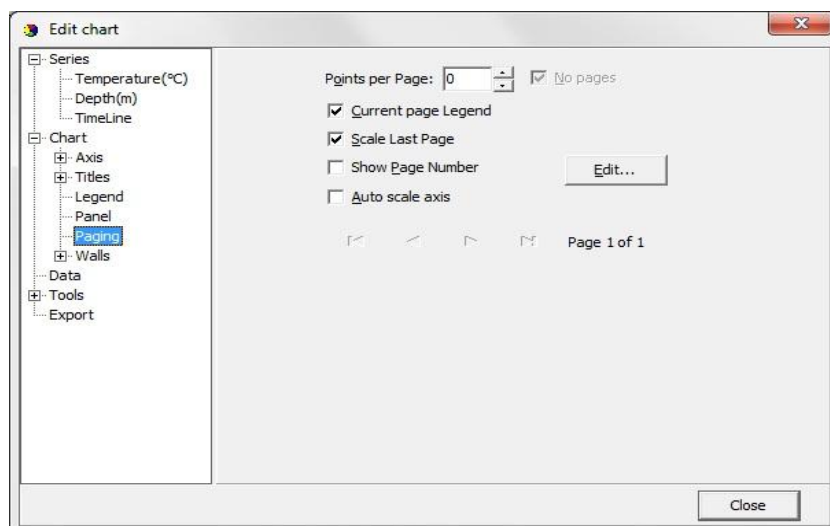 Edit chart
Series
Temperature(°C)
Depth(m)
TimeLine
Chart
Axis
Titles
Legend
Panel
Paging
Walls
Data
Tools
Export
Points per Page: 0 No pages
Current page Legend
Scale Last Page
Show Page Number Edit...
Auto scale axis
Page 1 of 1
Close